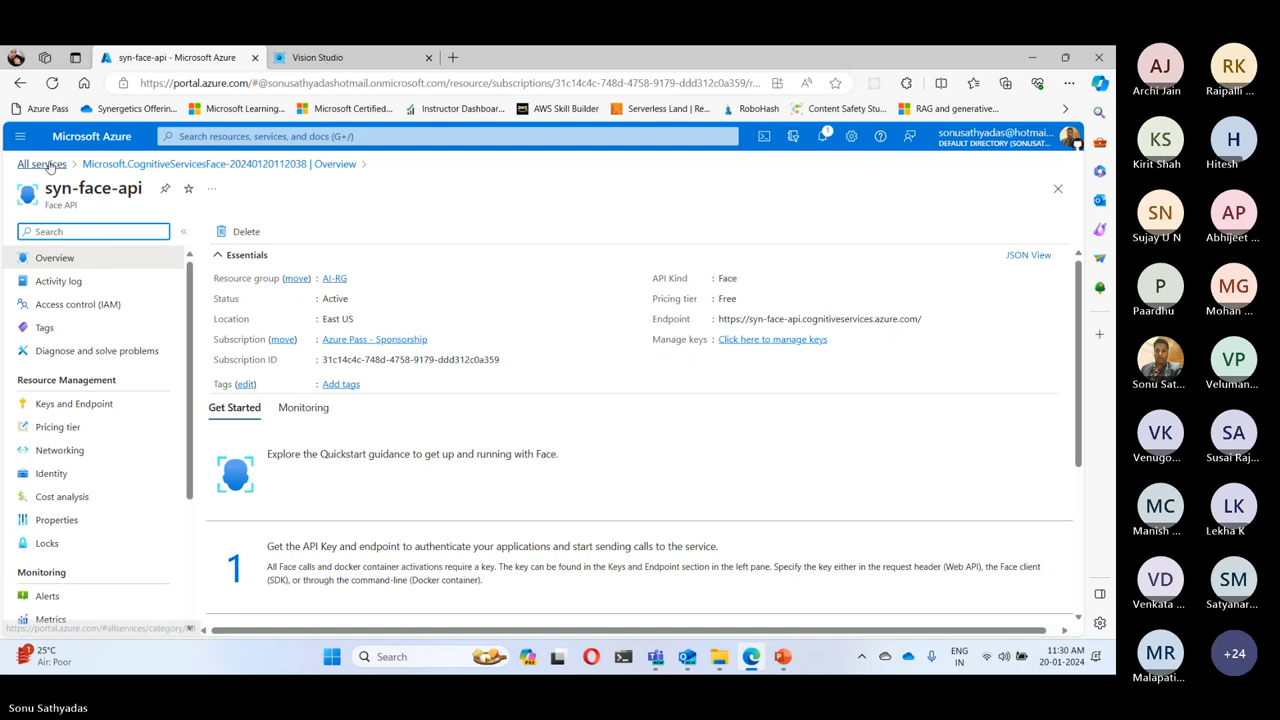 syn-face-api - Microsoft Azure
Vision Studio
https://portal.azure.com/#@sonusathyadashotmail.onmicrosoft.com/resource/subscriptions/31c14c4c-748d-4758-9179-ddd312c0a359/r...
Azure Pass
Synergetics Offerin...
Microsoft Learning...
Microsoft Certified...
Instructor Dashboar...
AWS Skill Builder
Serverless Land | Re...
RoboHash
Content Safety Stu...
RAG and generative...
Microsoft Azure
Search resources, services, and docs (G+/)
1
sonusathyadas@hotmai...
DEFAULT DIRECTORY (SONUSAT...
All services > Microsoft.CognitiveServicesFace-20240120112038 | Overview >
syn-face-api
Face API
Search
Overview
Activity log
Access control (IAM)
Tags
Diagnose and solve problems
Resource Management
Keys and Endpoint
Pricing tier
Networking
Identity
Cost analysis
Properties
Locks
Monitoring
Alerts
Metrics
https://portal.azure.com/#allservices/category/All
Delete
Essentials
JSON View
Resource group (move) : AI-RG
Status : Active
Location : East US
Subscription (move) : Azure Pass - Sponsorship
Subscription ID : 31c14c4c-748d-4758-9179-ddd312c0a359
Tags (edit) : Add tags
API Kind : Face
Pricing tier : Free
Endpoint : https://syn-face-api.cognitiveservices.azure.com/
Manage keys : Click here to manage keys
Get Started
Monitoring
Explore the Quickstart guidance to get up and running with Face.
1
Get the API Key and endpoint to authenticate your applications and start sending calls to the service.
All Face calls and docker container activations require a key. The key can be found in the Keys and Endpoint section in the left pane. Specify the key either in the request header (Web API), the Face client
(SDK), or through the command-line (Docker container).
25°C
Air: Poor
Search
ENG
IN
11:30 AM
20-01-2024
AJ
Archi Jain
RK
Raipalli ...
KS
Kirit Shah
H
Hitesh
SN
Sujay U N
AP
Abhijeet ...
P
Paardhu
MG
Mohan ...
Sonu Sat...
VP
Veluman...
VK
Venugo...
SA
Susai Raj...
MC
Manish ...
LK
Lekha K
VD
Venkata ...
SM
Satyanar...
MR
Malapati...
+24
Sonu Sathyadas